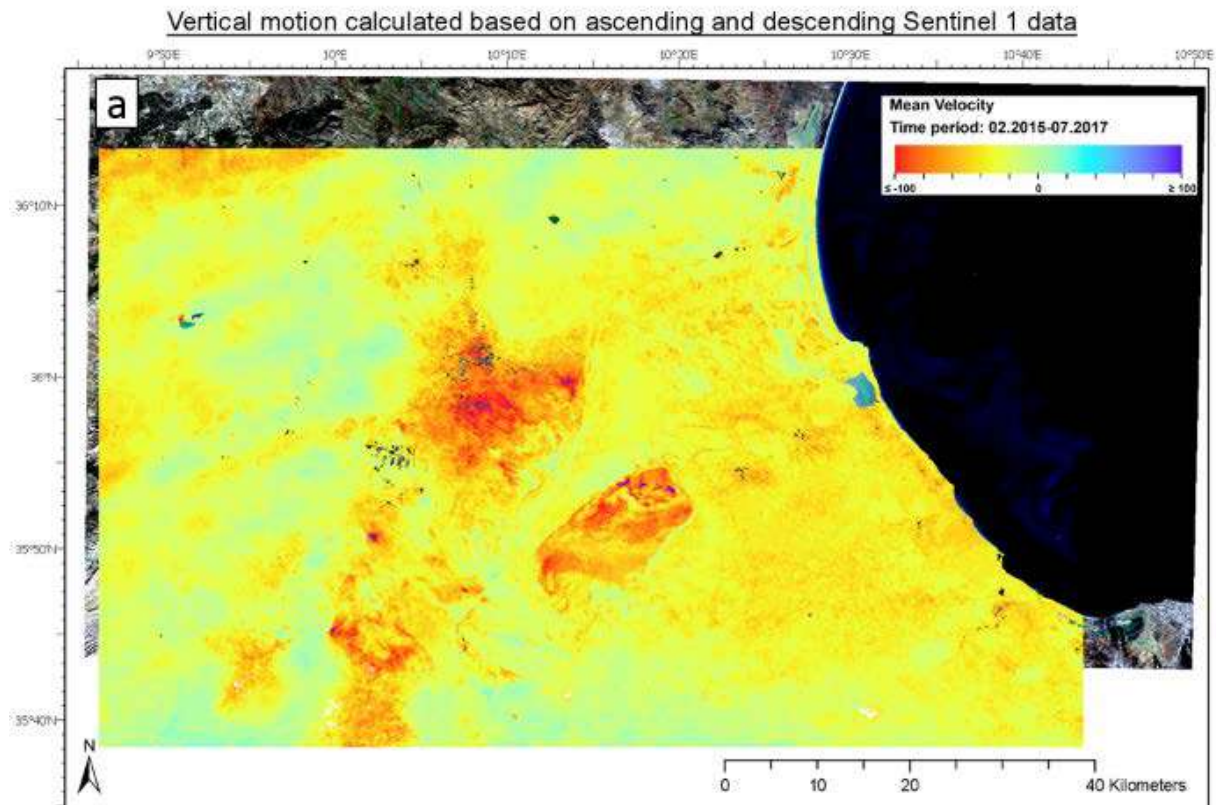 Vertical motion calculated based on ascending and descending Sentinel 1 data
9°50'E 10°E 10°10'E 10°20'E 10°30'E 10°40'E 10°50'E
a
Mean Velocity
Time period: 02.2015-07.2017
≤ -100 0 ≥ 100
36°10'N
36°N
35°50'N
35°40'N
N
0 10 20 40 Kilometers